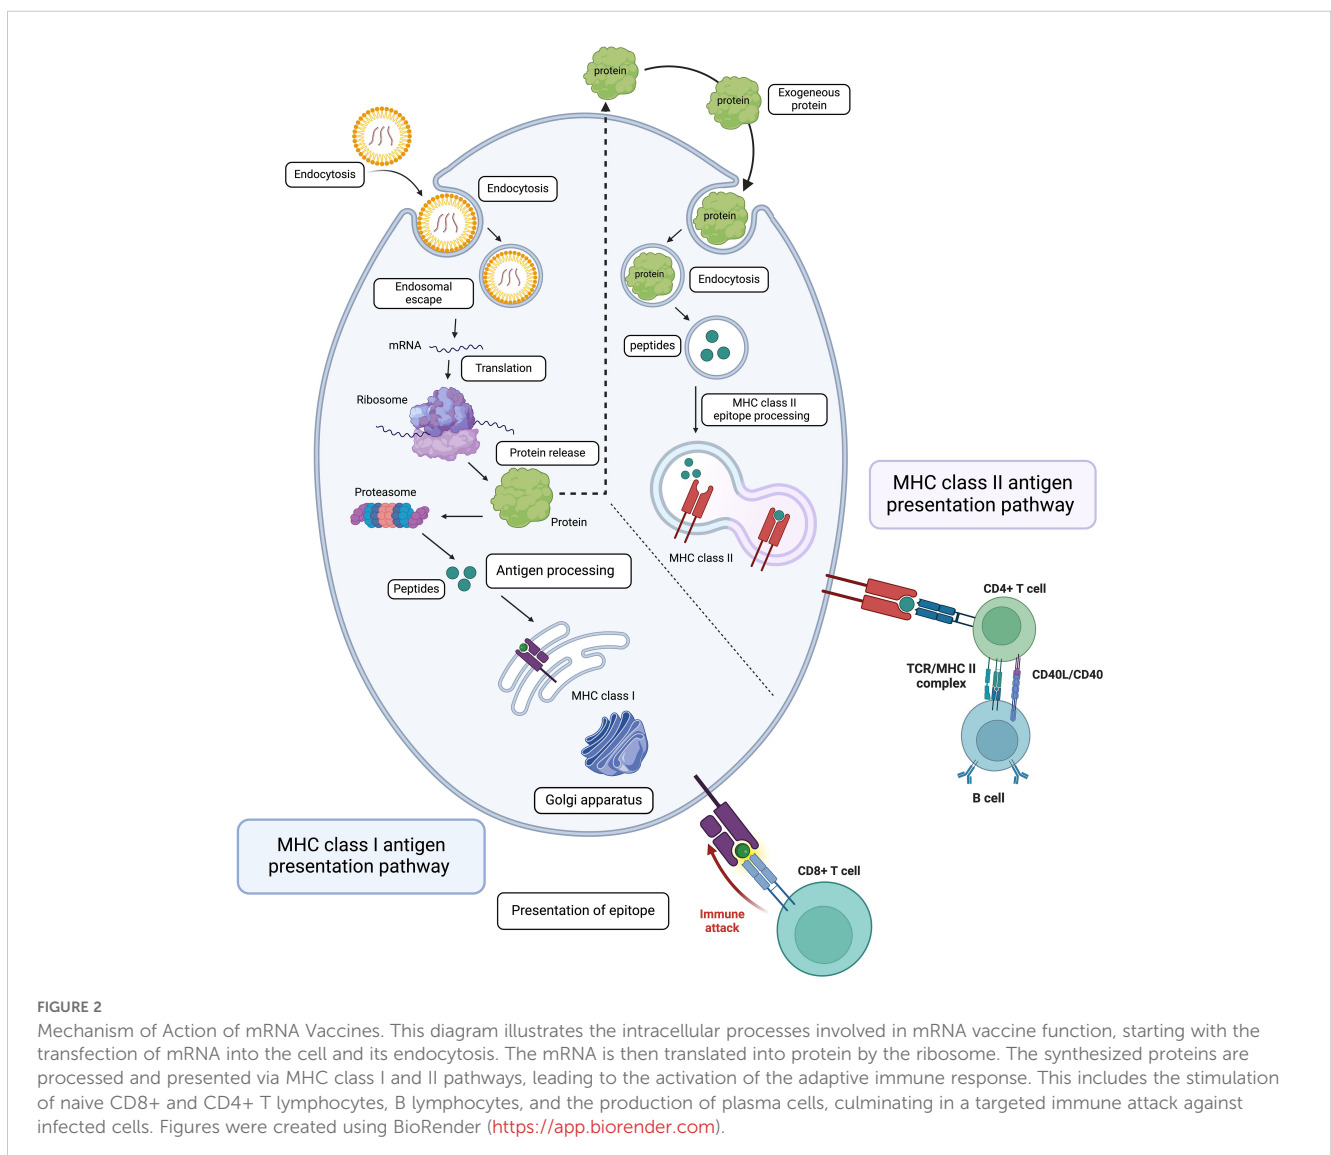 protein
protein
Exogeneous
protein
Endocytosis
Endocytosis
protein
protein
Endocytosis
Endosomal
escape
mRNA
peptides
Translation
Ribosome
MHC class II
epitope processing
Protein release
Proteasome
Protein
MHC class II
MHC class II antigen
presentation pathway
Antigen processing
Peptides
CD4+ T cell
TCR/MHC II
complex
CD40L/CD40
MHC class I
B cell
Golgi apparatus
MHC class I antigen
presentation pathway
CD8+ T cell
Presentation of epitope
Immune
attack
FIGURE 2
Mechanism of Action of mRNA Vaccines. This diagram illustrates the intracellular processes involved in mRNA vaccine function, starting with the
transfection of mRNA into the cell and its endocytosis. The mRNA is then translated into protein by the ribosome. The synthesized proteins are
processed and presented via MHC class I and II pathways, leading to the activation of the adaptive immune response. This includes the stimulation
of naive CD8+ and CD4+ T lymphocytes, B lymphocytes, and the production of plasma cells, culminating in a targeted immune attack against
infected cells. Figures were created using BioRender (https://app.biorender.com).